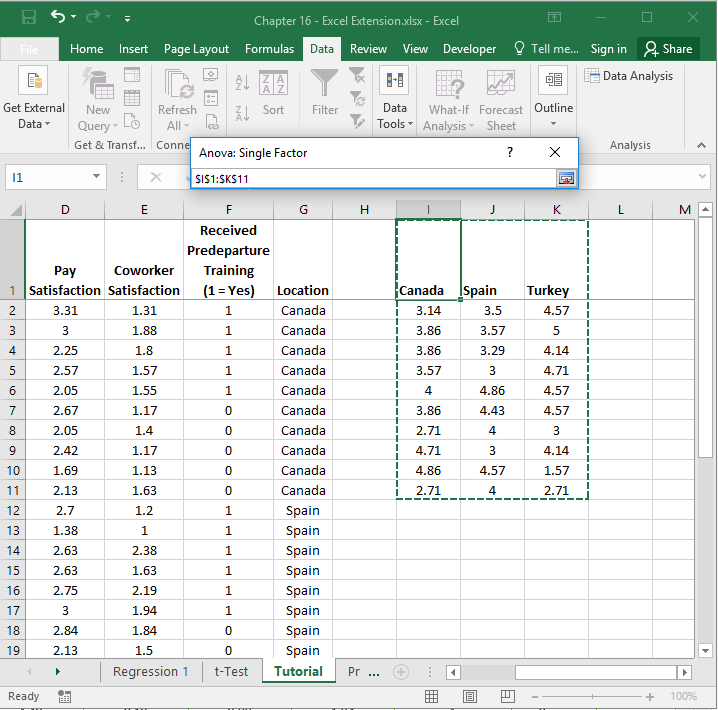 Chapter 16 - Excel Extension.xlsx - Excel
File Home Insert Page Layout Formulas Data Review View Developer Tell me... Sign in Share
Get External Data
New Query
Get & Transf...
Refresh All
Conne
A Z
Z A
Z A
A Z
Sort
Filter
Data Tools
What-If Analysis
Forecast Sheet
Outline
Data Analysis
Analysis
Anova: Single Factor ? ×
$I$1:$K$11
I1
D E F G H I J K L M
1 Pay Satisfaction Coworker Satisfaction Received Predeparture Training (1 = Yes) Location Canada Spain Turkey
2 3.31 1.31 1 Canada 3.14 3.5 4.57
3 3 1.88 1 Canada 3.86 3.57 5
4 2.25 1.8 1 Canada 3.86 3.29 4.14
5 2.57 1.57 1 Canada 3.57 3 4.71
6 2.05 1.55 1 Canada 4 4.86 4.57
7 2.67 1.17 0 Canada 3.86 4.43 4.57
8 2.05 1.4 0 Canada 2.71 4 3
9 2.42 1.17 0 Canada 4.71 3 4.14
10 1.69 1.13 0 Canada 4.86 4.57 1.57
11 2.13 1.63 0 Canada 2.71 4 2.71
12 2.7 1.2 1 Spain
13 1.38 1 1 Spain
14 2.63 2.38 1 Spain
15 2.63 1.63 1 Spain
16 2.75 2.19 1 Spain
17 3 1.94 1 Spain
18 2.84 1.84 0 Spain
19 2.13 1.5 0 Spain
Regression 1 t-Test Tutorial Pr ...
Ready 100%